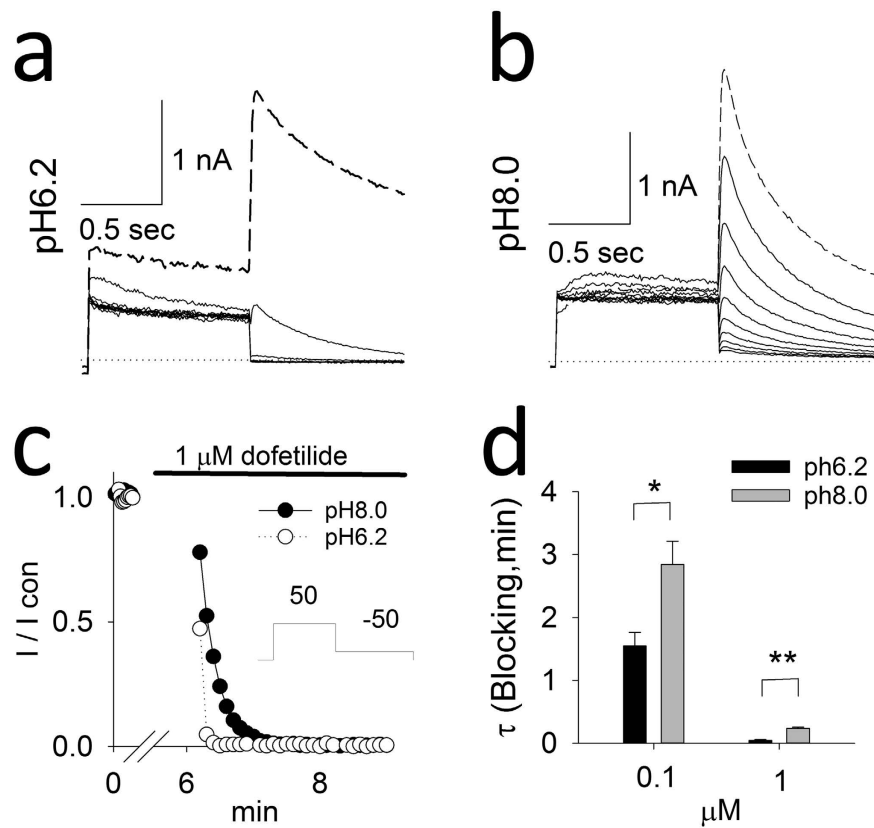 a
pH6.2
1 nA
0.5 sec
b
pH8.0
1 nA
0.5 sec
c
1 μM dofetilide
pH8.0
pH6.2
50
-50
I / I con
1.0
0.5
0.0
0
6
8
min
d
ph6.2
ph8.0
τ (Blocking,min)
4
3
2
1
0
*
**
0.1
1
μM